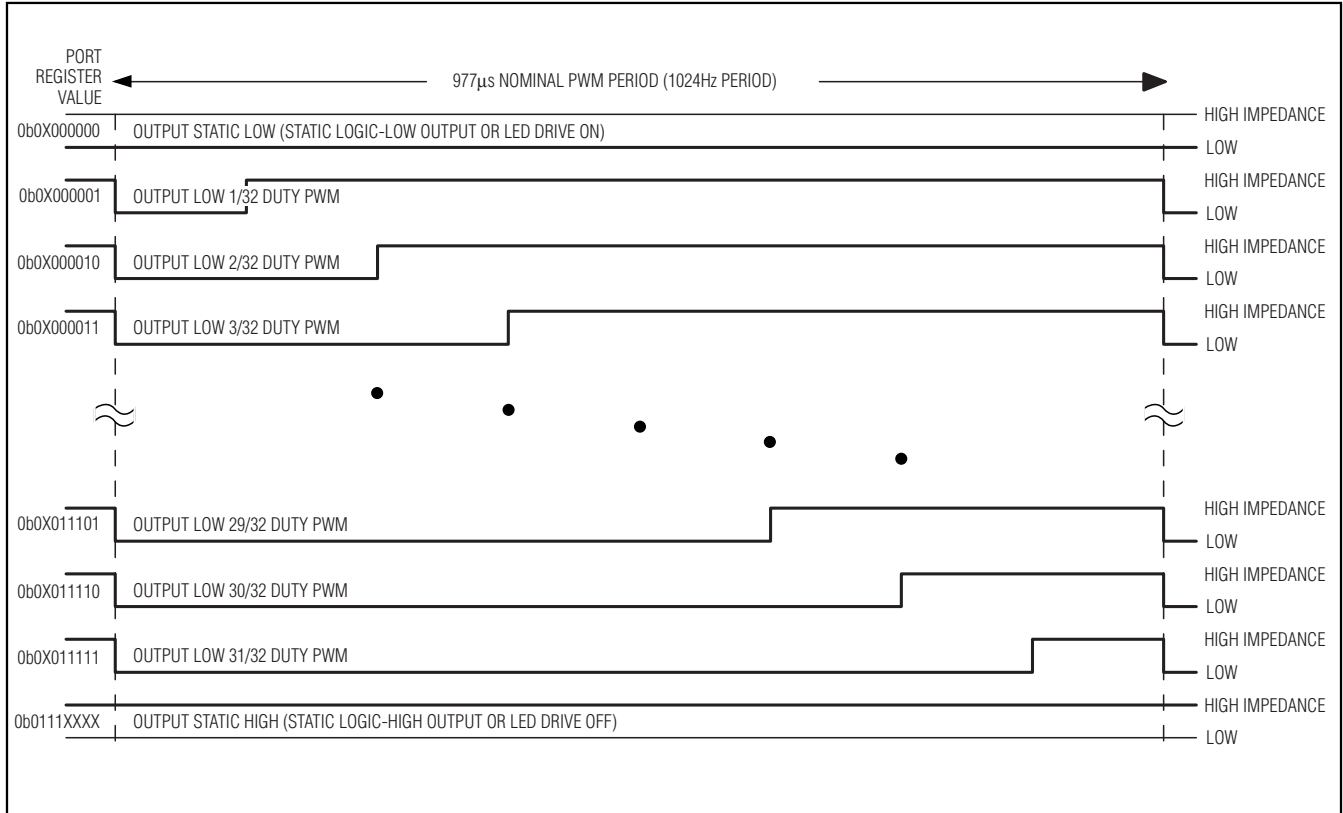 PORT
REGISTER
VALUE
977μs NOMINAL PWM PERIOD (1024Hz PERIOD)
HIGH IMPEDANCE
0b0X000000 OUTPUT STATIC LOW (STATIC LOGIC-LOW OUTPUT OR LED DRIVE ON)
LOW
HIGH IMPEDANCE
0b0X000001 OUTPUT LOW 1/32 DUTY PWM
LOW
HIGH IMPEDANCE
0b0X000010 OUTPUT LOW 2/32 DUTY PWM
LOW
HIGH IMPEDANCE
0b0X000011 OUTPUT LOW 3/32 DUTY PWM
LOW
HIGH IMPEDANCE
0b0X011101 OUTPUT LOW 29/32 DUTY PWM
LOW
HIGH IMPEDANCE
0b0X011110 OUTPUT LOW 30/32 DUTY PWM
LOW
HIGH IMPEDANCE
0b0X011111 OUTPUT LOW 31/32 DUTY PWM
LOW
HIGH IMPEDANCE
0b0111XXXX OUTPUT STATIC HIGH (STATIC LOGIC-HIGH OUTPUT OR LED DRIVE OFF)
LOW